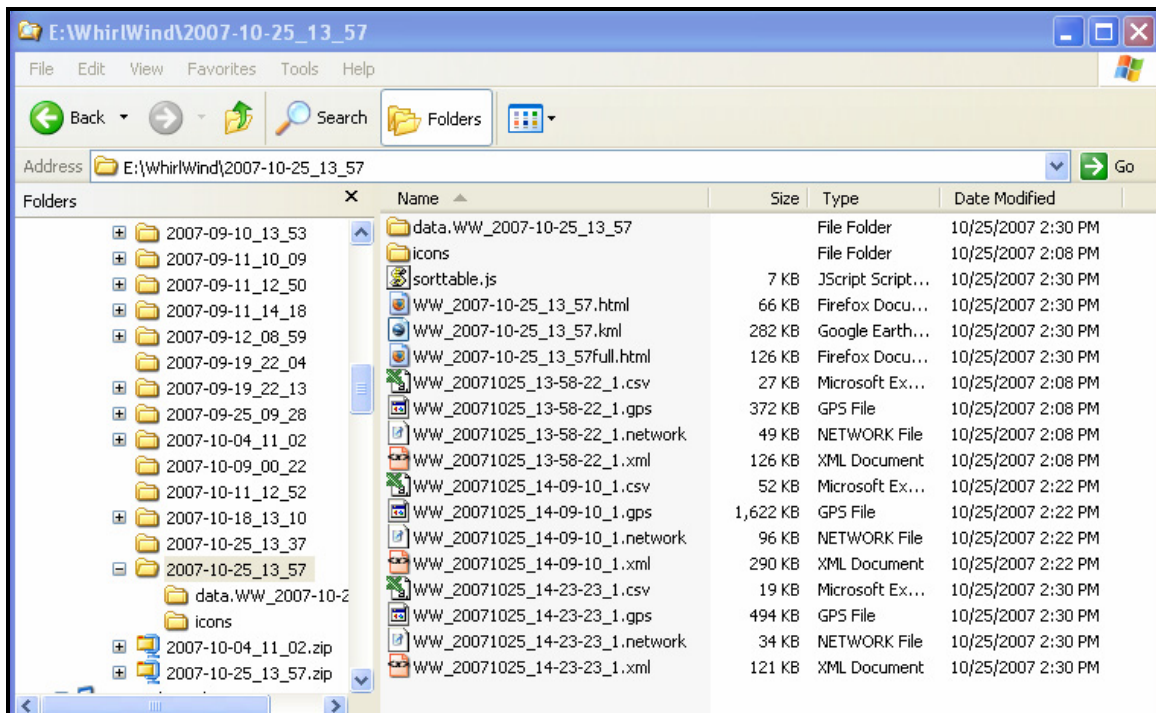 E:\WhirlWind\2007-10-25_13_57
File Edit View Favorites Tools Help
Back Search Folders
Address E:\WhirlWind\2007-10-25_13_57 Go
Folders
2007-09-10_13_53
2007-09-11_10_09
2007-09-11_12_50
2007-09-11_14_18
2007-09-12_08_59
2007-09-19_22_04
2007-09-19_22_13
2007-09-25_09_28
2007-10-04_11_02
2007-10-09_00_22
2007-10-11_12_52
2007-10-18_13_10
2007-10-25_13_37
2007-10-25_13_57
data.WW_2007-10-2
icons
2007-10-04_11_02.zip
2007-10-25_13_57.zip
Name Size Type Date Modified
data.WW_2007-10-25_13_57 File Folder 10/25/2007 2:30 PM
icons File Folder 10/25/2007 2:08 PM
sorttable.js 7 KB JScript Script... 10/25/2007 2:30 PM
WW_2007-10-25_13_57.html 66 KB Firefox Docu... 10/25/2007 2:30 PM
WW_2007-10-25_13_57.kml 282 KB Google Earth... 10/25/2007 2:30 PM
WW_2007-10-25_13_57full.html 126 KB Firefox Docu... 10/25/2007 2:30 PM
WW_20071025_13-58-22_1.csv 27 KB Microsoft Ex... 10/25/2007 2:08 PM
WW_20071025_13-58-22_1.gps 372 KB GPS File 10/25/2007 2:08 PM
WW_20071025_13-58-22_1.network 49 KB NETWORK File 10/25/2007 2:08 PM
WW_20071025_13-58-22_1.xml 126 KB XML Document 10/25/2007 2:08 PM
WW_20071025_14-09-10_1.csv 52 KB Microsoft Ex... 10/25/2007 2:22 PM
WW_20071025_14-09-10_1.gps 1,622 KB GPS File 10/25/2007 2:22 PM
WW_20071025_14-09-10_1.network 96 KB NETWORK File 10/25/2007 2:22 PM
WW_20071025_14-09-10_1.xml 290 KB XML Document 10/25/2007 2:22 PM
WW_20071025_14-23-23_1.csv 19 KB Microsoft Ex... 10/25/2007 2:30 PM
WW_20071025_14-23-23_1.gps 494 KB GPS File 10/25/2007 2:30 PM
WW_20071025_14-23-23_1.network 34 KB NETWORK File 10/25/2007 2:30 PM
WW_20071025_14-23-23_1.xml 121 KB XML Document 10/25/2007 2:30 PM